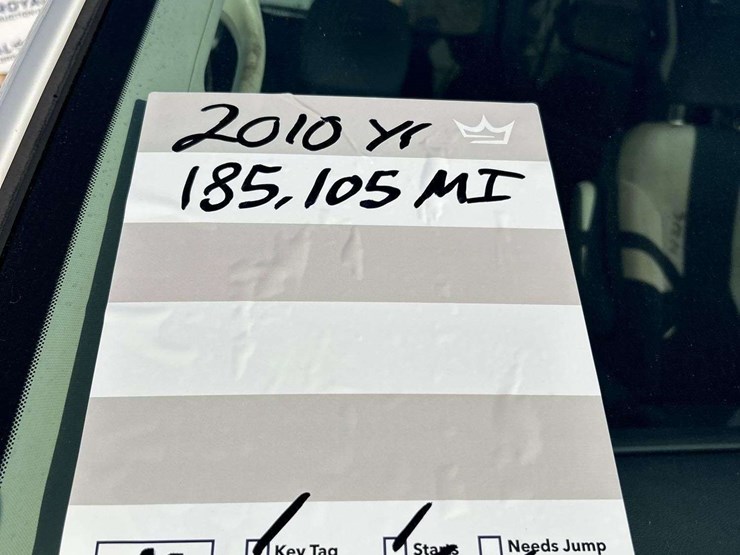 2010 Yr
185,105 MI
Key Tag Starts Needs Jump